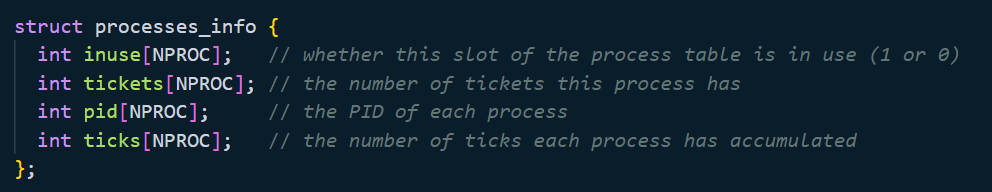 struct processes_info {
  int inuse[NPROC];   // whether this slot of the process table is in use (1 or 0)
  int tickets[NPROC]; // the number of tickets this process has
  int pid[NPROC];     // the PID of each process
  int ticks[NPROC];   // the number of ticks each process has accumulated
};